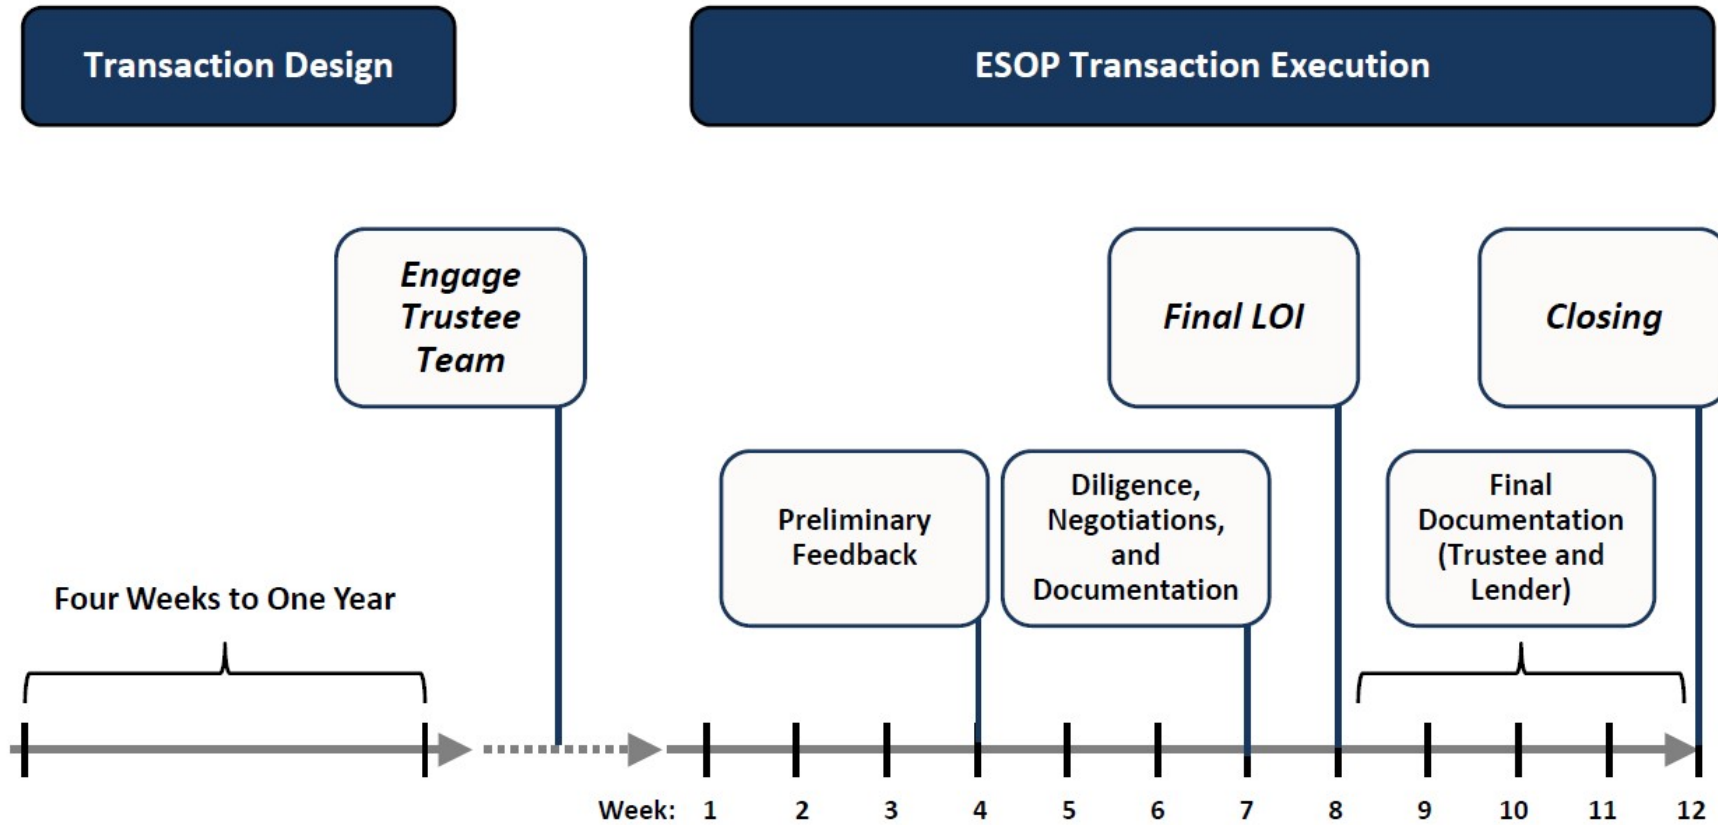 Transaction Design
ESOP Transaction Execution
Engage
Trustee
Team
Final LOI
Closing
Preliminary
Feedback
Diligence,
Negotiations,
and
Documentation
Final
Documentation
(Trustee and
Lender)
Four Weeks to One Year
Week: 1 2 3 4 5 6 7 8 9 10 11 12